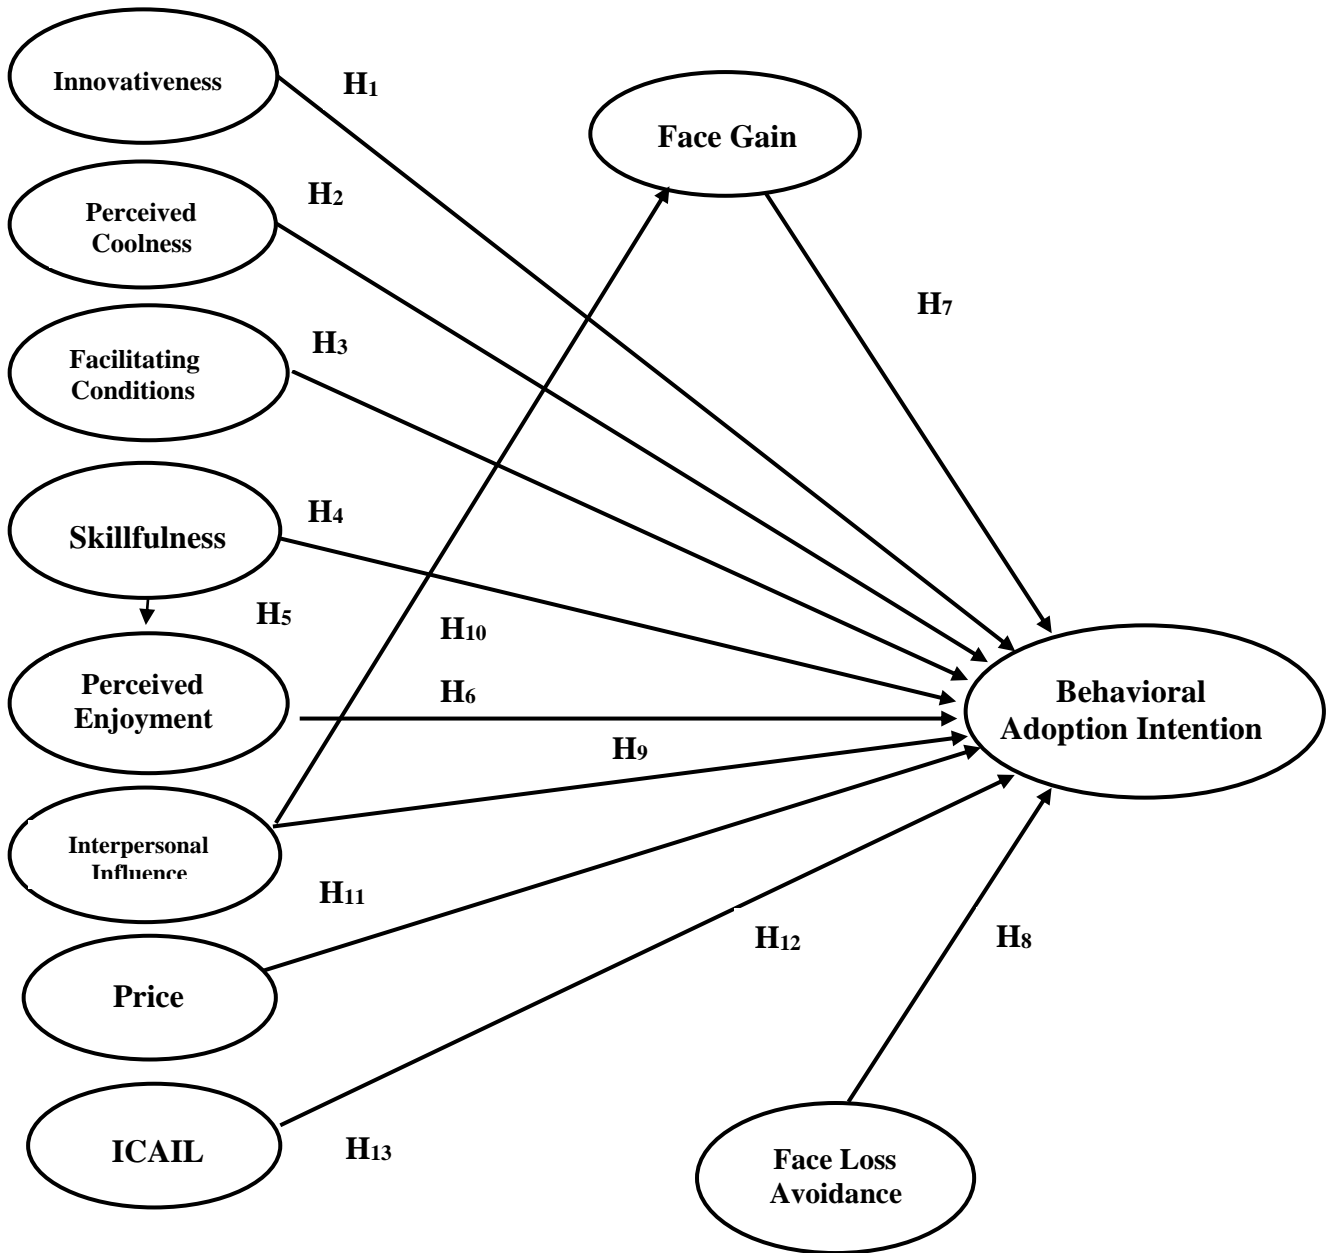 Innovativeness
H1
Face Gain
Perceived
Coolness
H2
H7
Facilitating
Conditions
H3
Skillfulness
H4
H5
H10
Perceived
Enjoyment
H6
Behavioral
Adoption Intention
H9
Interpersonal
Influence
H11
H12
H8
Price
ICAIL
H13
Face Loss
Avoidance